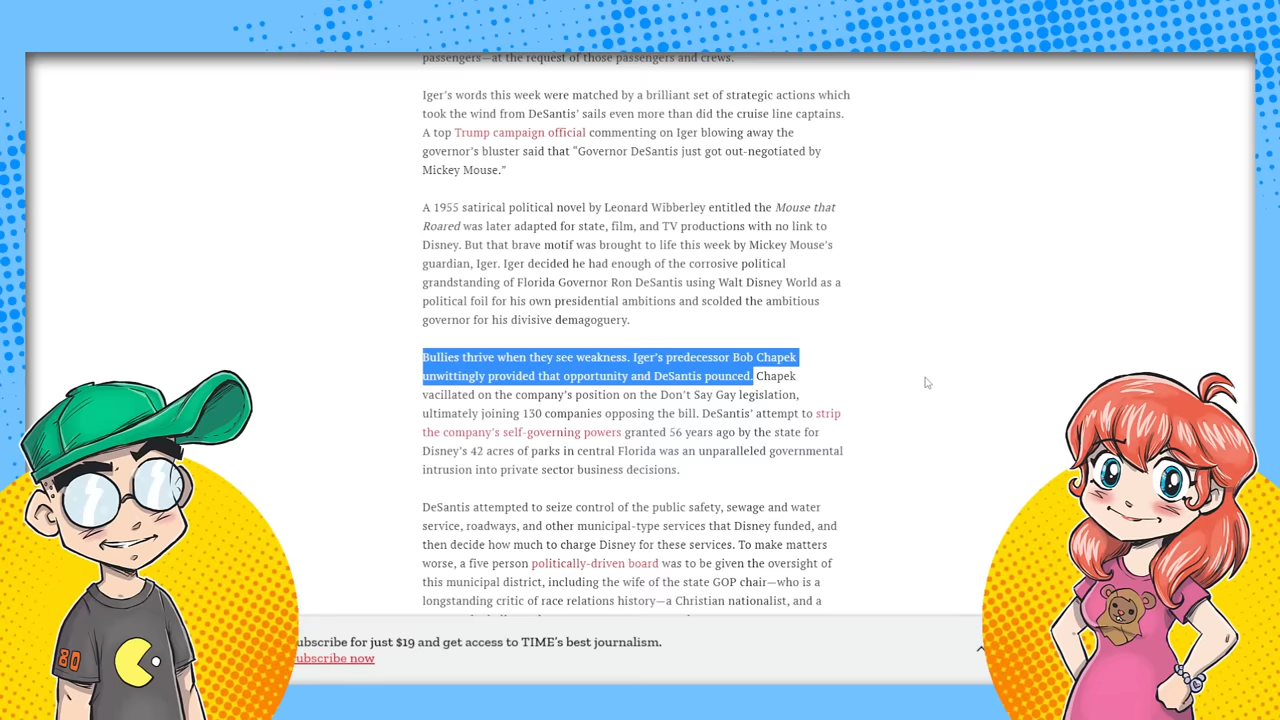 passengers—at the request of those passengers and crews.
Iger's words this week were matched by a brilliant set of strategic actions which
took the wind from DeSantis' sails even more than did the cruise line captains.
A top Trump campaign official commenting on Iger blowing away the
governor's bluster said that “Governor DeSantis just got out-negotiated by
Mickey Mouse.”
A 1955 satirical political novel by Leonard Wibberley entitled the Mouse that
Roared was later adapted for state, film, and TV productions with no link to
Disney. But that brave motif was brought to life this week by Mickey Mouse's
guardian, Iger. Iger decided he had enough of the corrosive political
grandstanding of Florida Governor Ron DeSantis using Walt Disney World as a
political foil for his own presidential ambitions and scolded the ambitious
governor for his divisive demagoguery.
Bullies thrive when they see weakness. Iger's predecessor Bob Chapek
unwittingly provided that opportunity and DeSantis pounced. Chapek
vacillated on the company's position on the Don't Say Gay legislation,
ultimately joining 130 companies opposing the bill. DeSantis' attempt to strip
the company's self-governing powers granted 56 years ago by the state for
Disney's 42 acres of parks in central Florida was an unparalleled governmental
intrusion into private sector business decisions.
DeSantis attempted to seize control of the public safety, sewage and water
service, roadways, and other municipal-type services that Disney funded, and
then decide how much to charge Disney for these services. To make matters
worse, a five person politically-driven board was to be given the oversight of
this municipal district, including the wife of the state GOP chair—who is a
longstanding critic of race relations history—a Christian nationalist, and a
ubscribe for just $19 and get access to TIME's best journalism.
ubscribe now
80